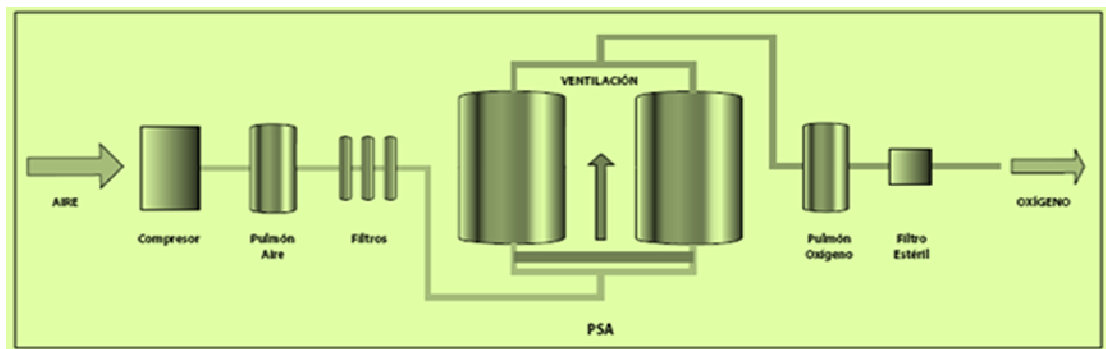 VENTILACIÓN
AIRE
OXÍGENO
Compresor
Pulmón
Aire
Filtros
Pulmón
Oxígeno
Filtro
Estéril
PSA